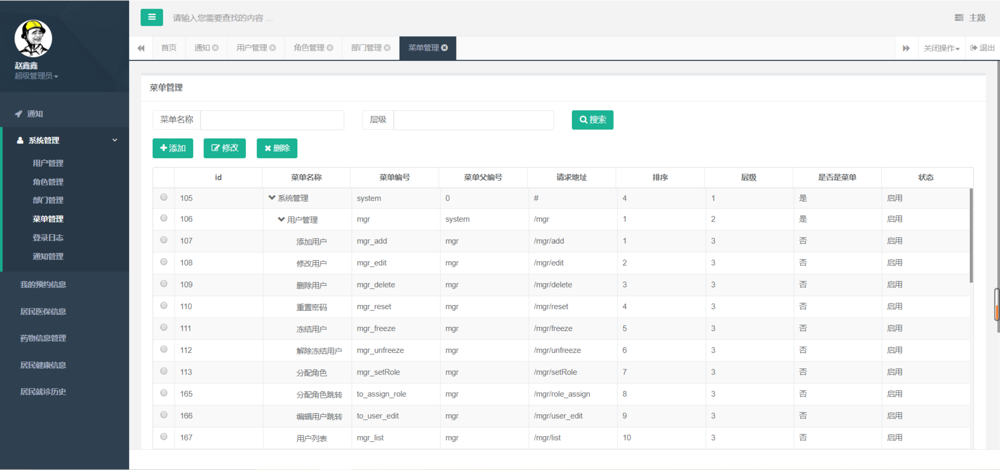 赵鑫鑫
超级管理员
通知
系统管理
用户管理
角色管理
部门管理
菜单管理
登录日志
通知管理
我的预约信息
居民医保信息
药物信息管理
居民健康信息
居民就诊历史
请输入您需要查找的内容 …
主题
首页 通知 用户管理 角色管理 部门管理 菜单管理 关闭操作 退出
菜单管理
菜单名称 层级 搜索
添加 修改 删除
id 菜单名称 菜单编号 菜单父编号 请求地址 排序 层级 是否是菜单 状态
105 系统管理 system 0 # 4 1 是 启用
106 用户管理 mgr system /mgr 1 2 是 启用
107 添加用户 mgr_add mgr /mgr/add 1 3 否 启用
108 修改用户 mgr_edit mgr /mgr/edit 2 3 否 启用
109 删除用户 mgr_delete mgr /mgr/delete 3 3 否 启用
110 重置密码 mgr_reset mgr /mgr/reset 4 3 否 启用
111 冻结用户 mgr_freeze mgr /mgr/freeze 5 3 否 启用
112 解除冻结用户 mgr_unfreeze mgr /mgr/unfreeze 6 3 否 启用
113 分配角色 mgr_setRole mgr /mgr/setRole 7 3 否 启用
165 分配角色跳转 to_assign_role mgr /mgr/role_assign 8 3 否 启用
166 编辑用户跳转 to_user_edit mgr /mgr/user_edit 9 3 否 启用
167 用户列表 mgr_list mgr /mgr/list 10 3 否 启用